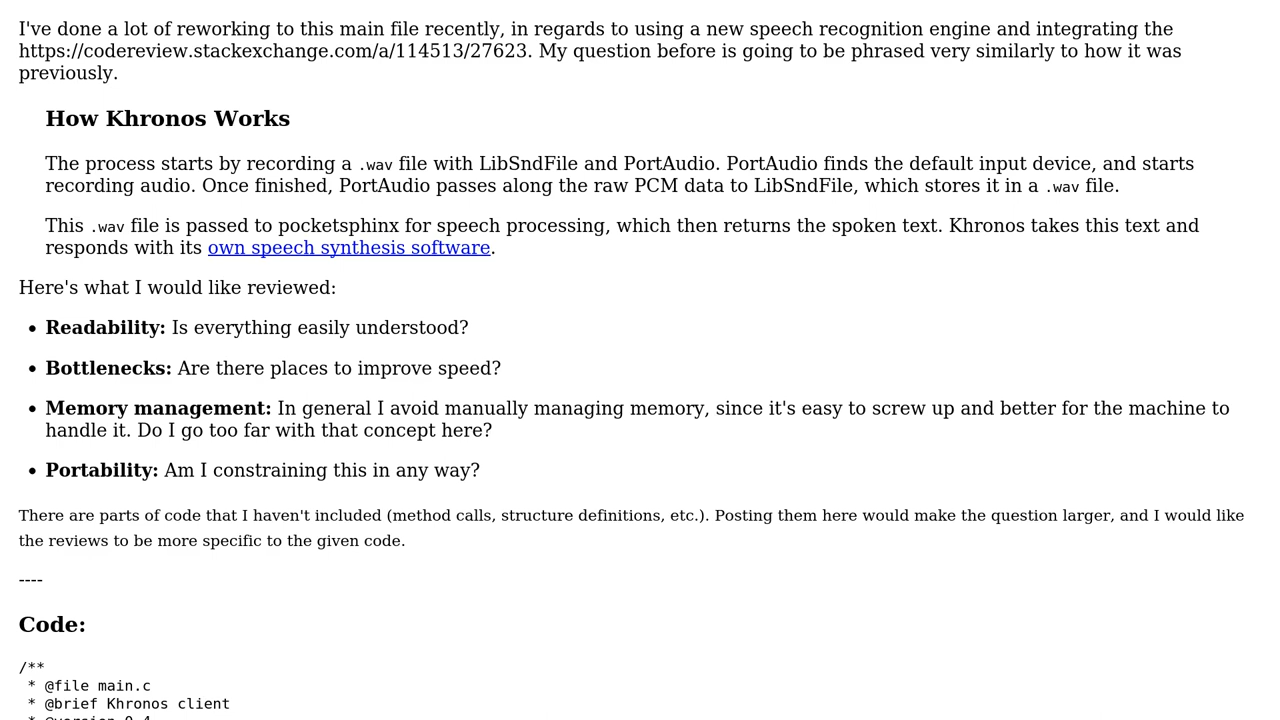 I've done a lot of reworking to this main file recently, in regards to using a new speech recognition engine and integrating the
https://codereview.stackexchange.com/a/114513/27623. My question before is going to be phrased very similarly to how it was
previously.
How Khronos Works
The process starts by recording a .wav file with LibSndFile and PortAudio. PortAudio finds the default input device, and starts
recording audio. Once finished, PortAudio passes along the raw PCM data to LibSndFile, which stores it in a .wav file.
This .wav file is passed to pocketsphinx for speech processing, which then returns the spoken text. Khronos takes this text and
responds with its own speech synthesis software.
Here's what I would like reviewed:
• Readability: Is everything easily understood?
• Bottlenecks: Are there places to improve speed?
• Memory management: In general I avoid manually managing memory, since it's easy to screw up and better for the machine to
handle it. Do I go too far with that concept here?
• Portability: Am I constraining this in any way?
There are parts of code that I haven't included (method calls, structure definitions, etc.). Posting them here would make the question larger, and I would like
the reviews to be more specific to the given code.
----
Code:
/**
* @file main.c
* @brief Khronos client
* @version 0.4